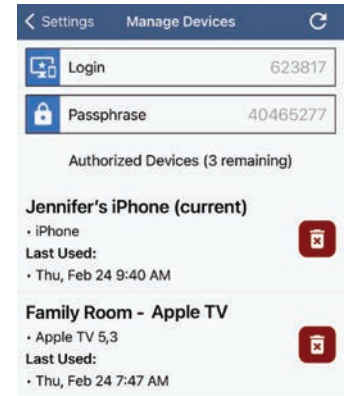 Settings Manage Devices
Login 623817
Passphrase 40465277
Authorized Devices (3 remaining)
Jennifer's iPhone (current)
• iPhone
Last Used:
• Thu, Feb 24 9:40 AM
Family Room - Apple TV
• Apple TV 5,3
Last Used:
• Thu, Feb 24 7:47 AM